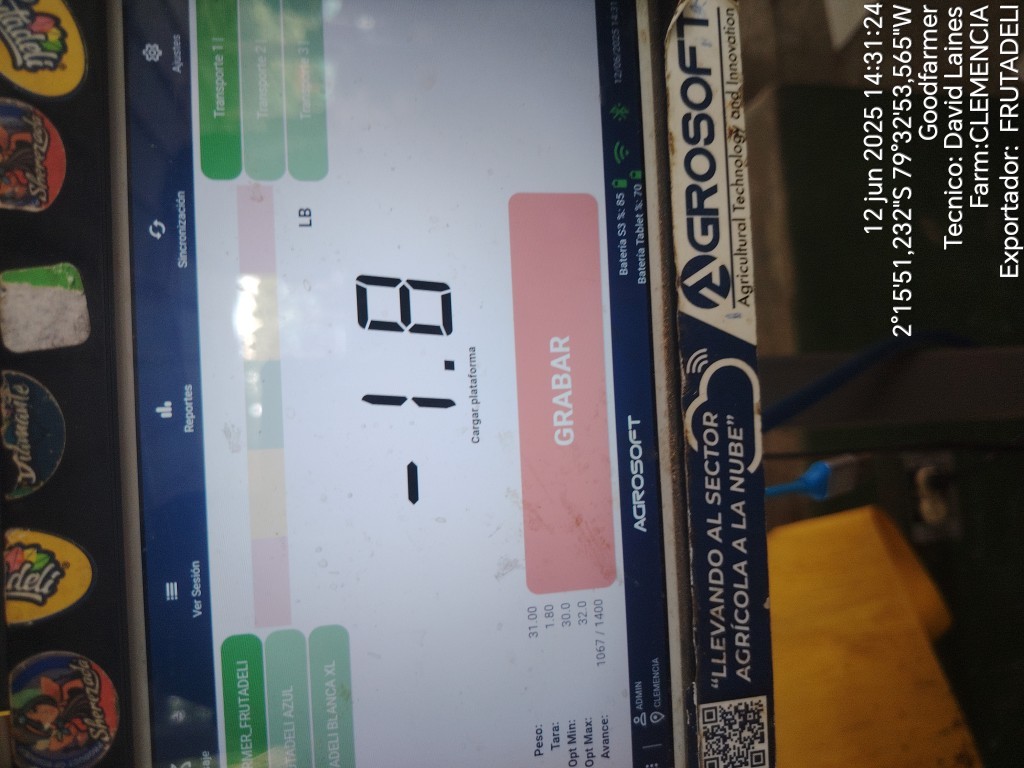 Sherezada
Diamante
Sherezada
Ver Sesión
Reportes
Sincronización
Ajustes
RMER_FRUTADELI
UTADELI AZUL
ADELI BLANCA XL
Transporte 1 |
Transporte 2 |
Transporte 3 |
LB
-1.8
Cargar plataforma
Peso: 31.00
Tara: 1.80
Opt Min: 30.0
Opt Max: 32.0
Avance: 1067 / 1400
GRABAR
ADMIN
CLEMENCIA
AGROSOFT
Batería S3 %: 85
Batería Tablet %: 70
12/06/2025 14:31
“LLEVANDO AL SECTOR
AGRÍCOLA A LA NUBE”
AGROSOFT
Agricultural Technology and Innovation
12 jun 2025 14:31:24
2°15'51,232"S 79°32'53,565"W
Goodfarmer
Tecnico: David Laines
Farm:CLEMENCIA
Exportador: FRUTADELI